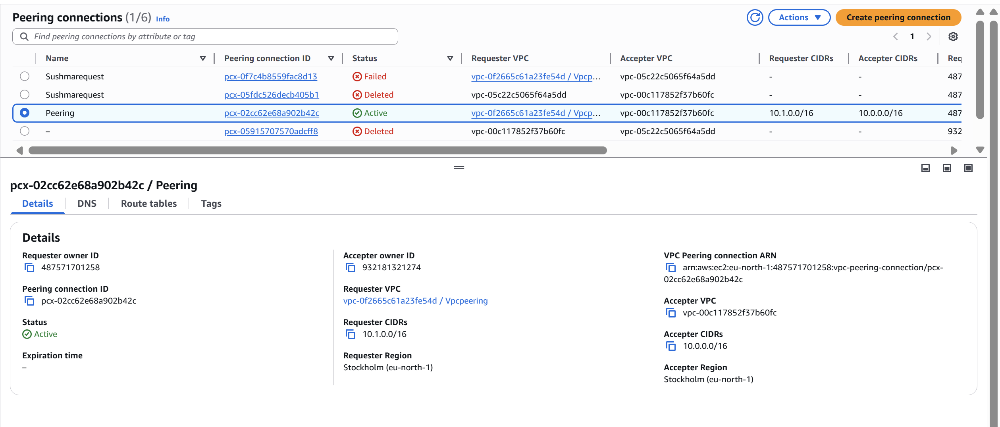 Peering connections (1/6) Info
Actions
Create peering connection
Find peering connections by attribute or tag
1
Name Peering connection ID Status Requester VPC Accepter VPC Requester CIDRs Accepter CIDRs Req
Sushmarequest pcx-0f7c4b8559fac8d13 Failed vpc-0f2665c61a23fe54d / Vpcp... vpc-05c22c5065f64a5dd - - 487
Sushmarequest pcx-05fdc526decb405b1 Deleted vpc-05c22c5065f64a5dd vpc-00c117852f37b60fc - - 487
Peering pcx-02cc62e68a902b42c Active vpc-0f2665c61a23fe54d / Vpcp... vpc-00c117852f37b60fc 10.1.0.0/16 10.0.0.0/16 487
– pcx-05915707570adcff8 Deleted vpc-00c117852f37b60fc vpc-05c22c5065f64a5dd - - 932
pcx-02cc62e68a902b42c / Peering
Details DNS Route tables Tags
Details
Requester owner ID
487571701258
Peering connection ID
pcx-02cc62e68a902b42c
Status
Active
Expiration time
–
Accepter owner ID
932181321274
Requester VPC
vpc-0f2665c61a23fe54d / Vpcpeering
Requester CIDRs
10.1.0.0/16
Requester Region
Stockholm (eu-north-1)
VPC Peering connection ARN
arn:aws:ec2:eu-north-1:487571701258:vpc-peering-connection/pcx-
02cc62e68a902b42c
Accepter VPC
vpc-00c117852f37b60fc
Accepter CIDRs
10.0.0.0/16
Accepter Region
Stockholm (eu-north-1)